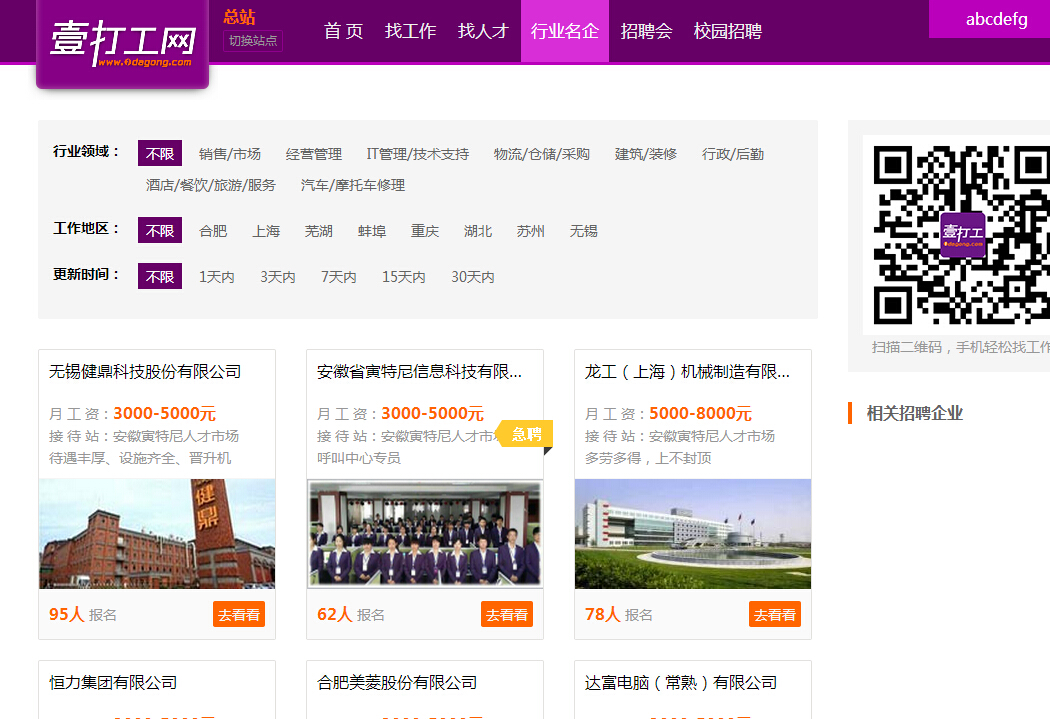 壹打工网
www.1dagong.com
总站
切换站点
首 页 找工作 找人才 行业名企 招聘会 校园招聘
abcdefg
行业领域： 不限 销售/市场 经营管理 IT管理/技术支持 物流/仓储/采购 建筑/装修 行政/后勤
酒店/餐饮/旅游/服务 汽车/摩托车修理
工作地区： 不限 合肥 上海 芜湖 蚌埠 重庆 湖北 苏州 无锡
更新时间： 不限 1天内 3天内 7天内 15天内 30天内
壹打工
1dagong.com
扫描二维码，手机轻松找工作
相关招聘企业
无锡健鼎科技股份有限公司
月 工 资：3000-5000元
接 待 站：安徽寅特尼人才市场
待遇丰厚、设施齐全、晋升机
健鼎
95人 报名 去看看
安徽省寅特尼信息科技有限...
月 工 资：3000-5000元
接 待 站：安徽寅特尼人才市
急聘
呼叫中心专员
62人 报名 去看看
龙工（上海）机械制造有限...
月 工 资：5000-8000元
接 待 站：安徽寅特尼人才市场
多劳多得，上不封顶
78人 报名 去看看
恒力集团有限公司
合肥美菱股份有限公司
达富电脑（常熟）有限公司